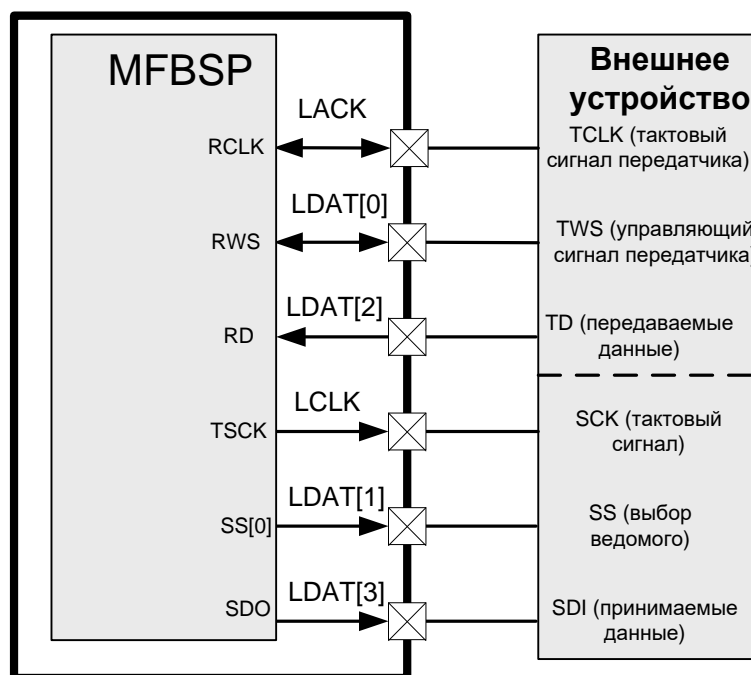 MFBSP
Внешнее
устройство
LACK
RCLK
TCLK (тактовый
сигнал передатчика)
LDAT[0]
RWS
TWS (управляющий
сигнал передатчика)
LDAT[2]
RD
TD (передаваемые
данные)
LCLK
TSCK
SCK (тактовый
сигнал)
LDAT[1]
SS[0]
SS (выбор
ведомого)
LDAT[3]
SDO
SDI (принимаемые
данные)